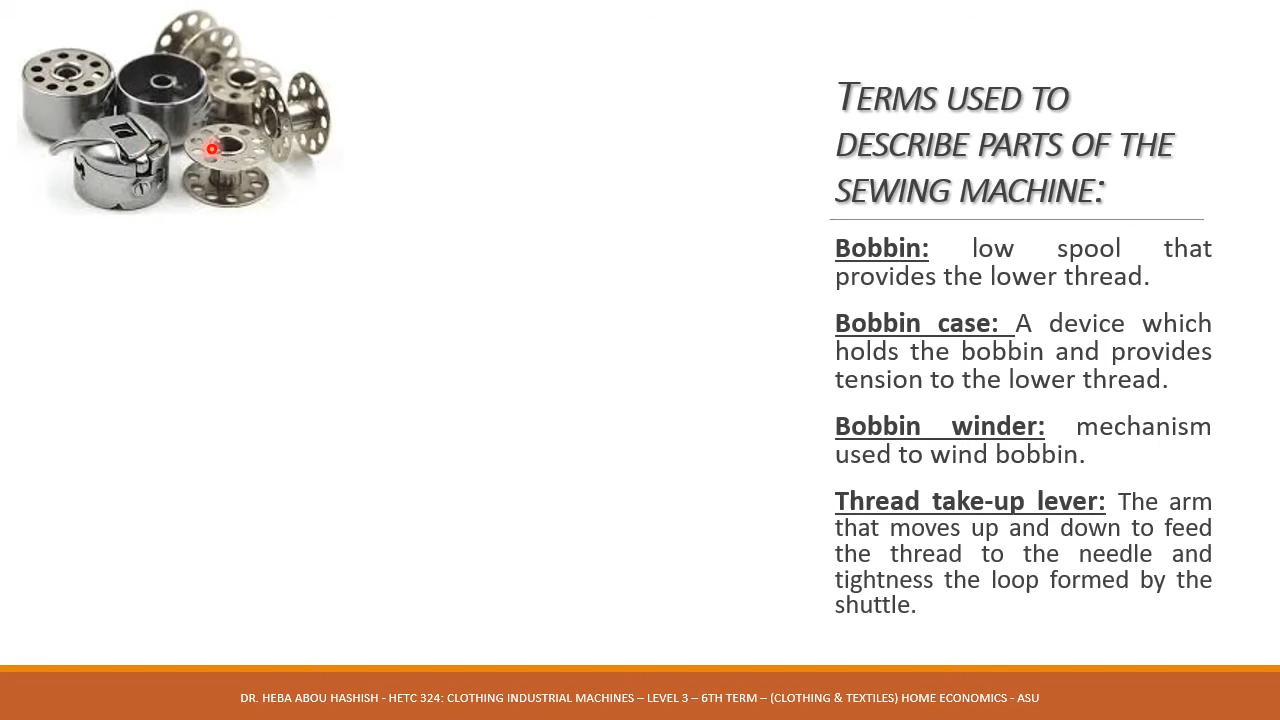 TERMS USED TO
DESCRIBE PARTS OF THE
SEWING MACHINE:
Bobbin: low spool that
provides the lower thread.
Bobbin case: A device which
holds the bobbin and provides
tension to the lower thread.
Bobbin winder: mechanism
used to wind bobbin.
Thread take-up lever: The arm
that moves up and down to feed
the thread to the needle and
tightness the loop formed by the
shuttle.
DR. HEBA ABOU HASHISH - HETC 324: CLOTHING INDUSTRIAL MACHINES – LEVEL 3 – 6TH TERM – (CLOTHING & TEXTILES) HOME ECONOMICS - ASU